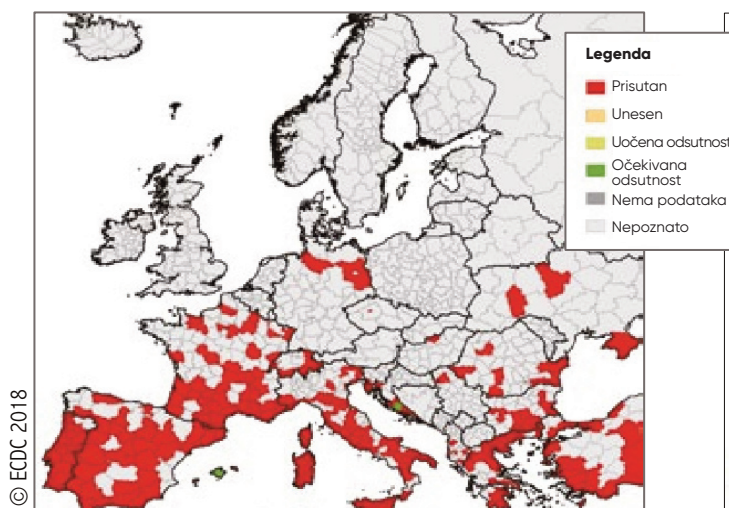 Legenda
Prisutan
Unesen
Uočena odsutnost
Očekivana
odsutnost
Nema podataka
Nepoznato
© ECDC 2018